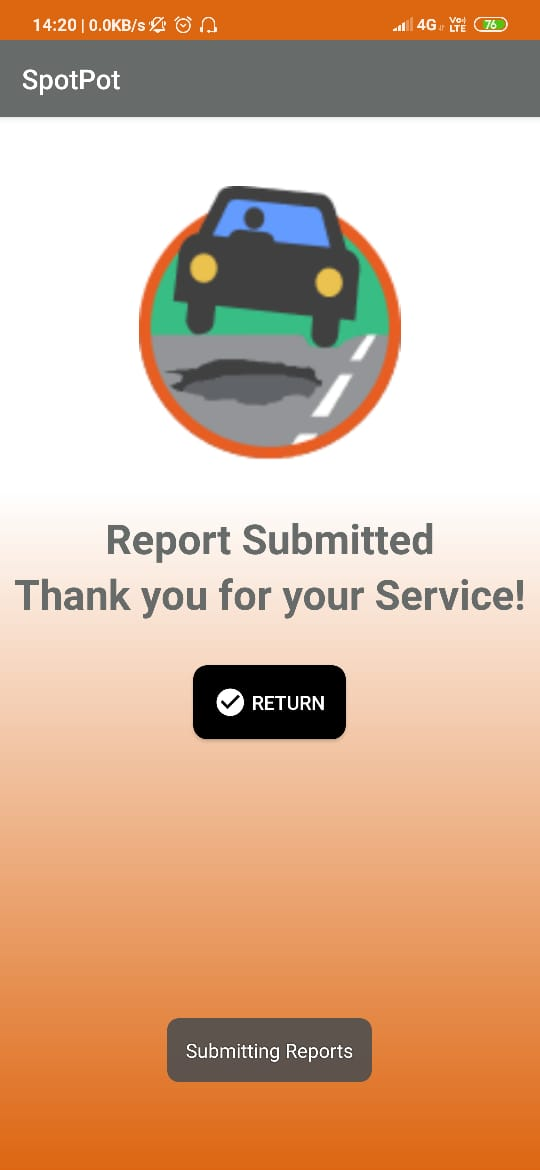 14:20 | 0.0KB/s 4G Vo LTE 76
SpotPot
Report Submitted
Thank you for your Service!
RETURN
Submitting Reports